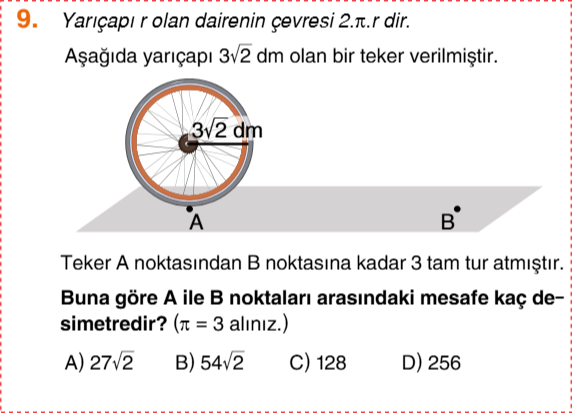 9. Yarıçapı r olan dairenin çevresi 2.π.r dir.
Aşağıda yarıçapı 3√2 dm olan bir teker verilmiştir.
3√2 dm
A
B
Teker A noktasından B noktasına kadar 3 tam tur atmıştır.
Buna göre A ile B noktaları arasındaki mesafe kaç de-
simetredir? (π = 3 alınız.)
A) 27√2 B) 54√2 C) 128 D) 256